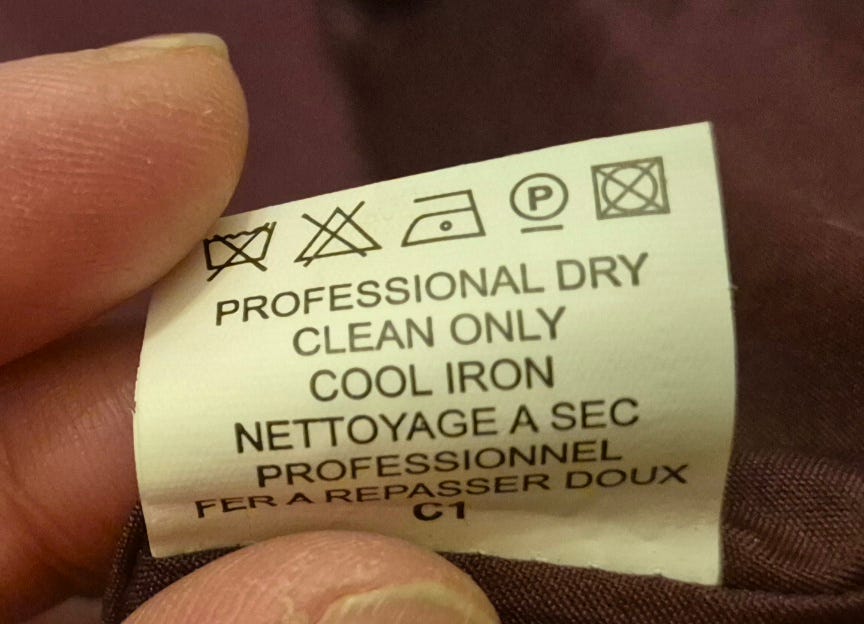 P
PROFESSIONAL DRY
CLEAN ONLY
COOL IRON
NETTOYAGE A SEC
PROFESSIONNEL
FER A REPASSER DOUX
C1